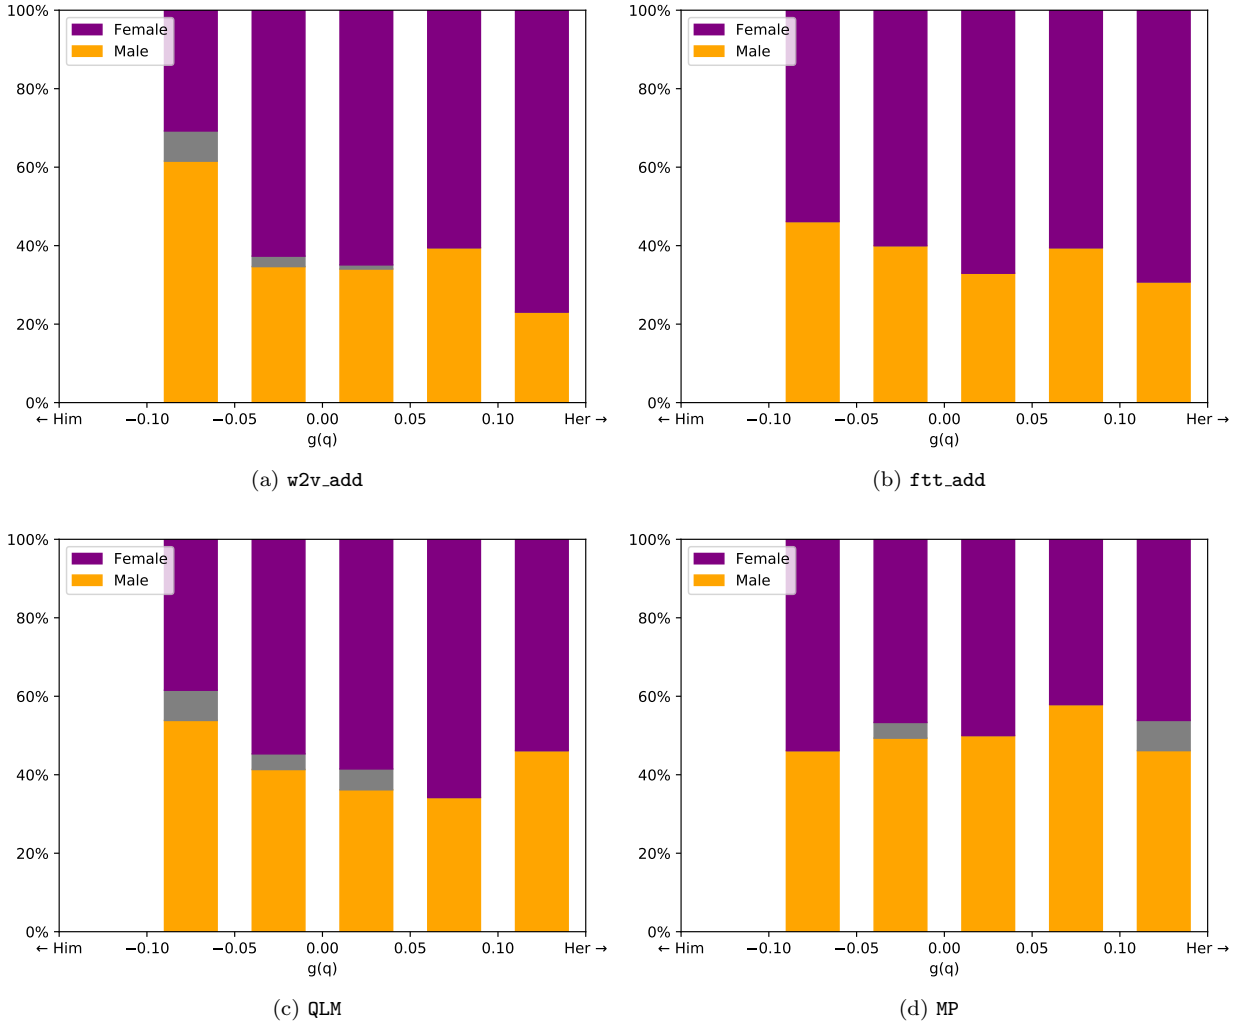 100%
80%
60%
40%
20%
0%
Female
Male
← Him −0.10 −0.05 0.00 0.05 0.10 Her →
g(q)
(a) w2v_add
100%
80%
60%
40%
20%
0%
Female
Male
← Him −0.10 −0.05 0.00 0.05 0.10 Her →
g(q)
(b) ftt_add
100%
80%
60%
40%
20%
0%
Female
Male
← Him −0.10 −0.05 0.00 0.05 0.10 Her →
g(q)
(c) QLM
100%
80%
60%
40%
20%
0%
Female
Male
← Him −0.10 −0.05 0.00 0.05 0.10 Her →
g(q)
(d) MP